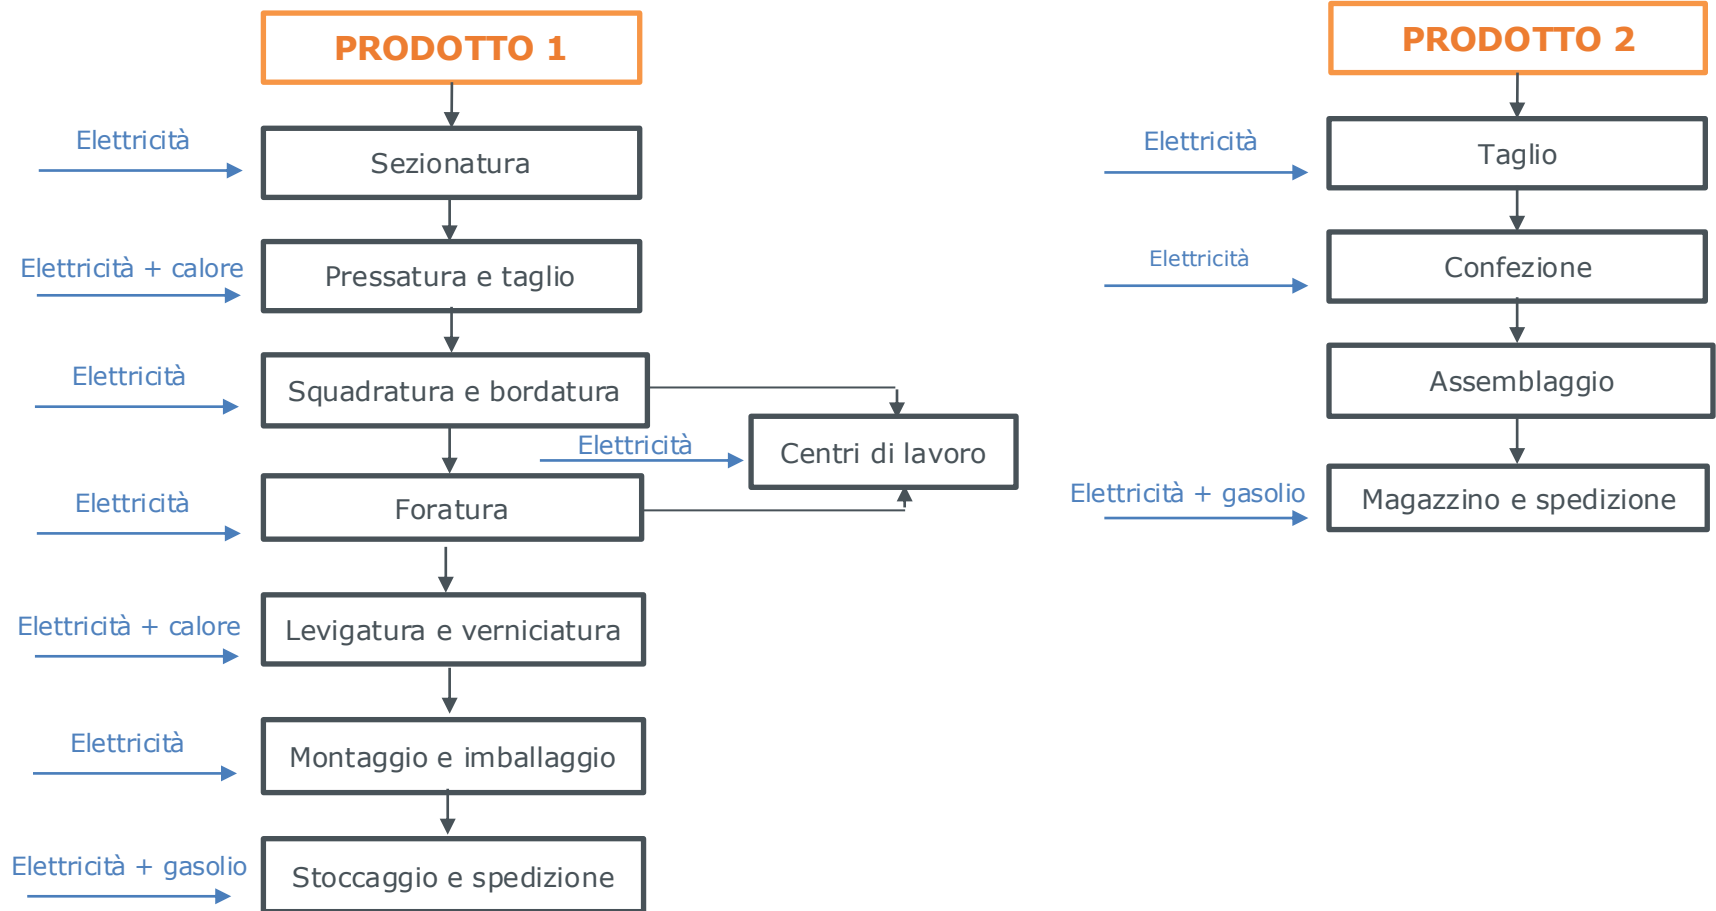 PRODOTTO 1
Elettricità
Sezionatura
Elettricità + calore
Pressatura e taglio
Elettricità
Squadratura e bordatura
Elettricità
Centri di lavoro
Elettricità
Foratura
Elettricità + calore
Levigatura e verniciatura
Elettricità
Montaggio e imballaggio
Elettricità + gasolio
Stoccaggio e spedizione
PRODOTTO 2
Elettricità
Taglio
Elettricità
Confezione
Assemblaggio
Elettricità + gasolio
Magazzino e spedizione